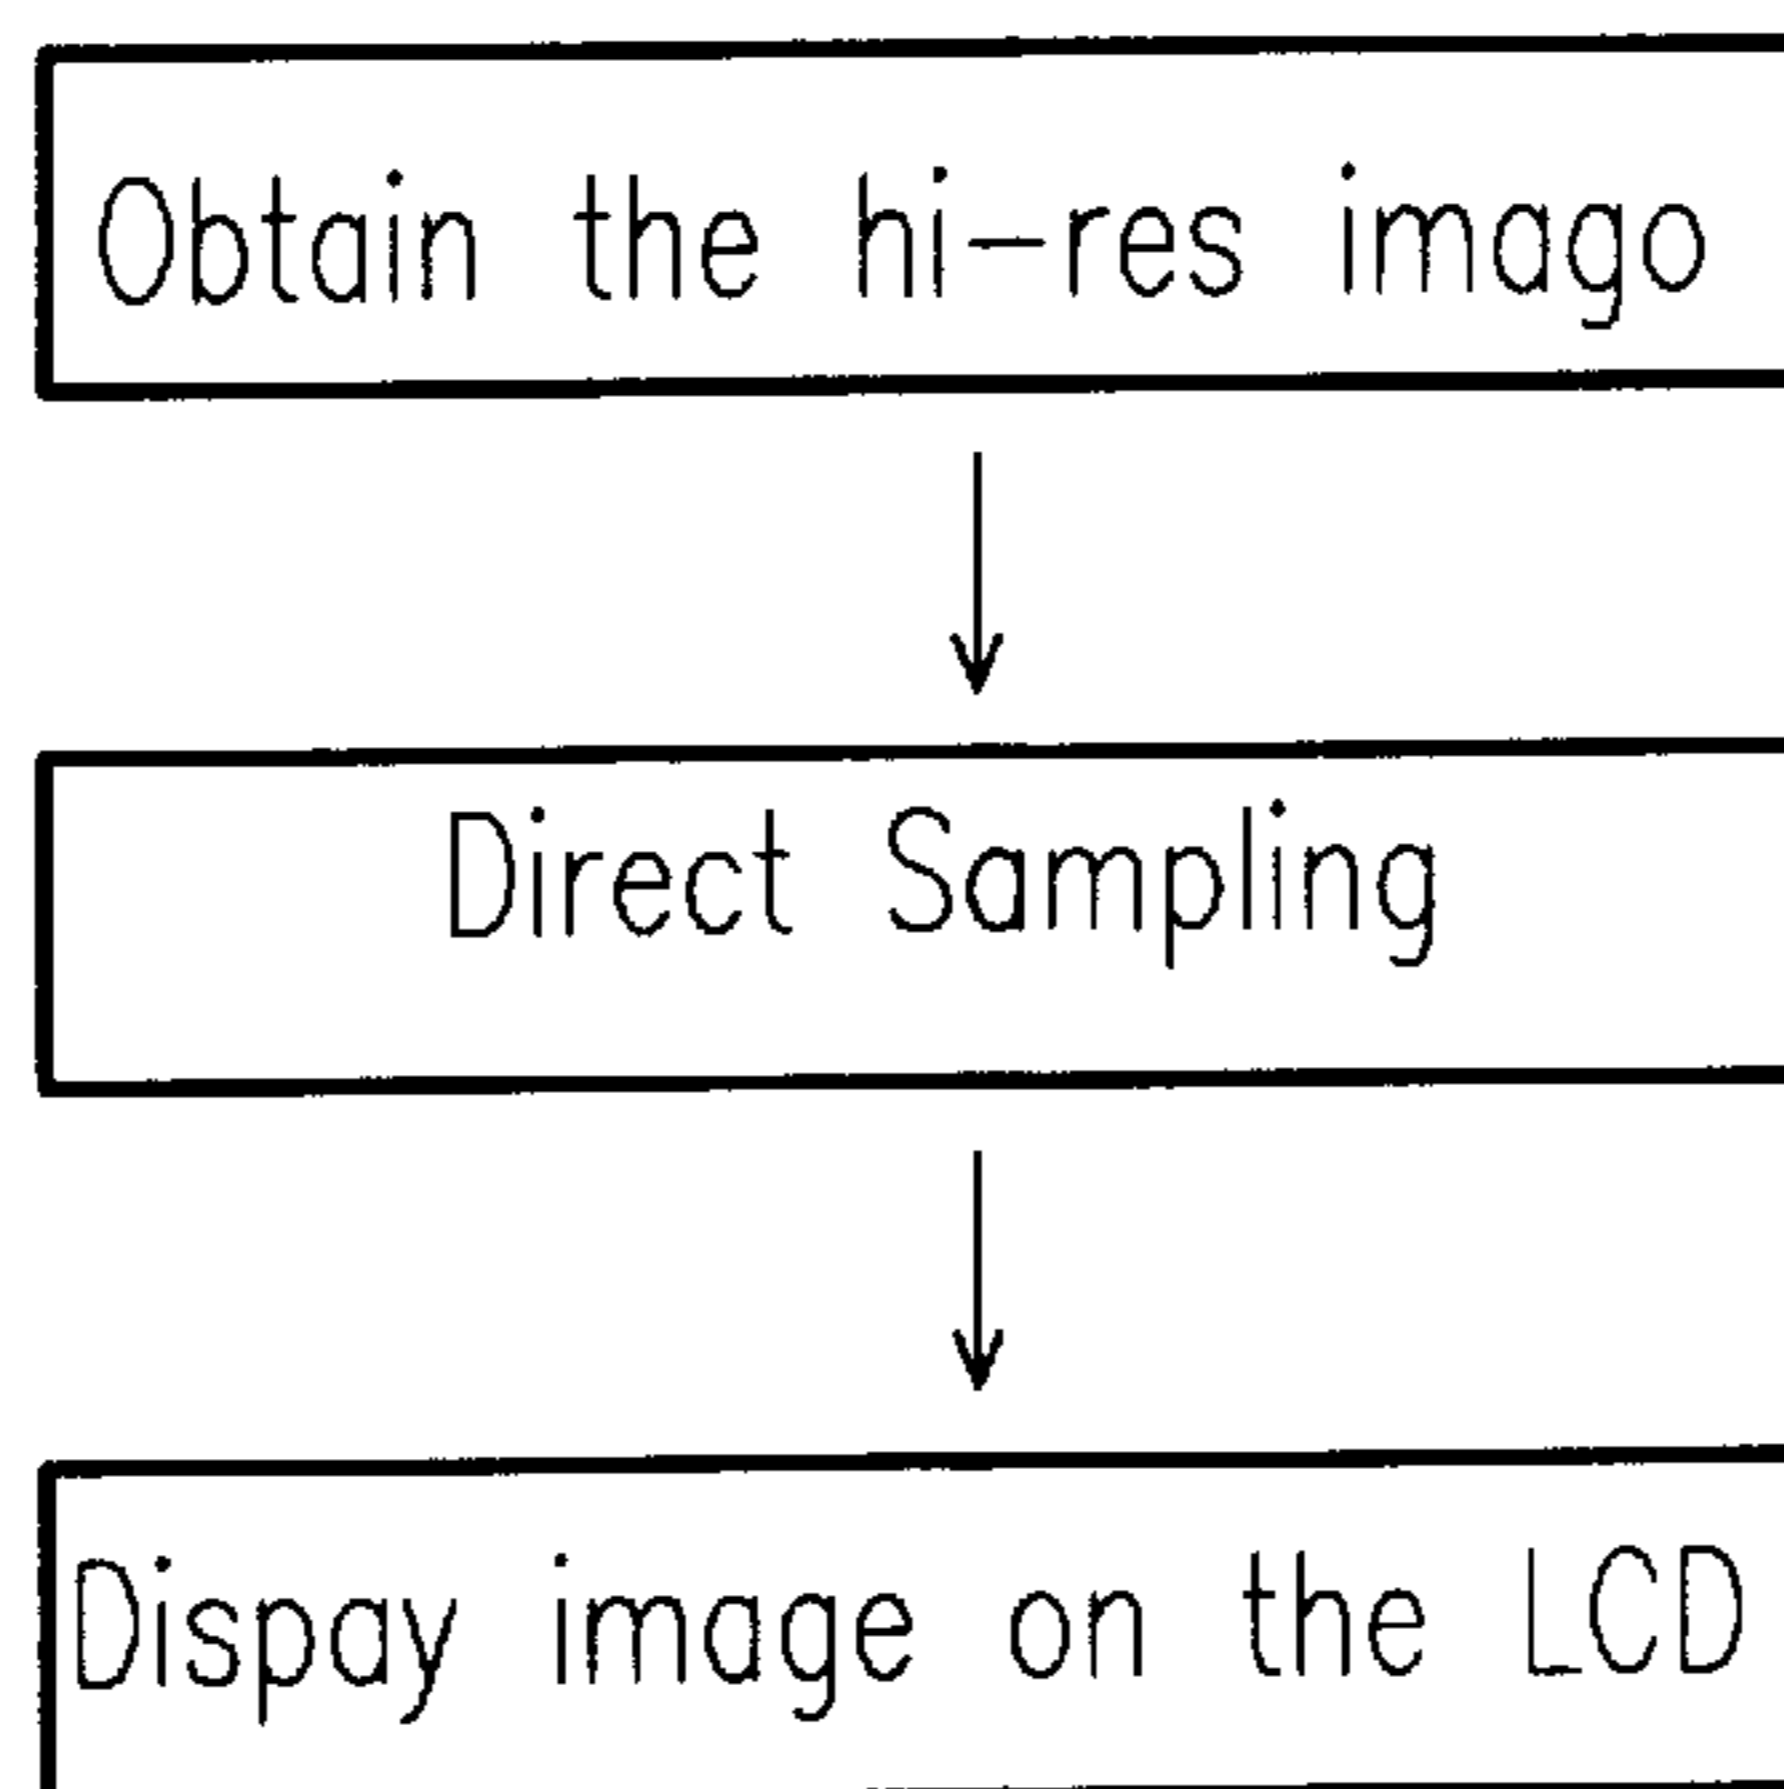 Obtain the hi-res imago
Direct Sampling
Dispay image on the LCD